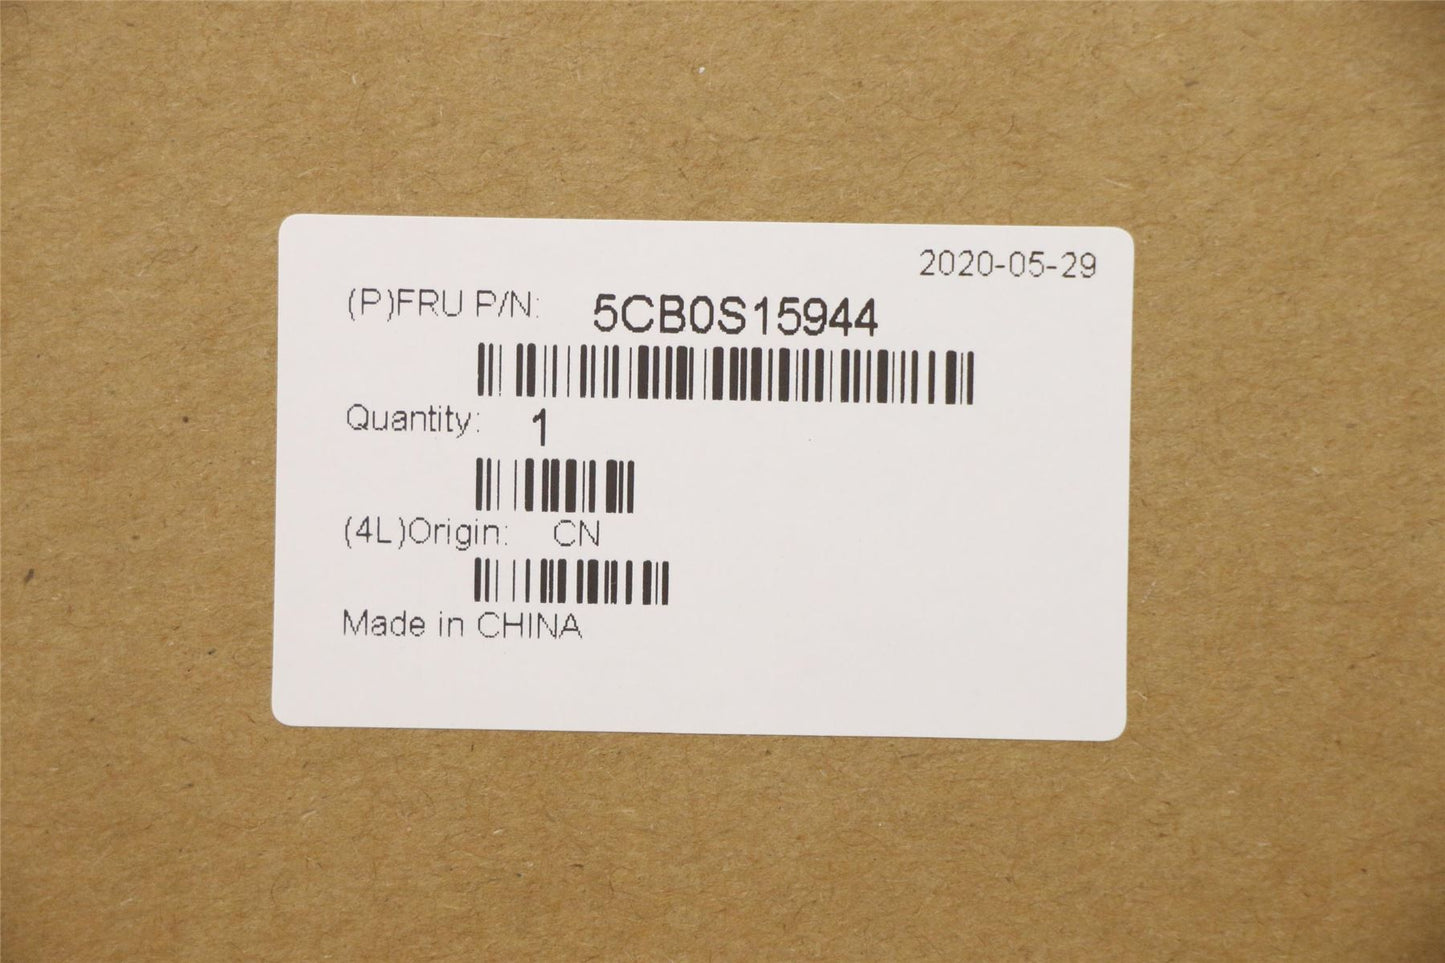 2020-05-29
(P)FRU P/N: 5CB0S15944
Quantity: 1
(4L)Origin: CN
Made in CHINA